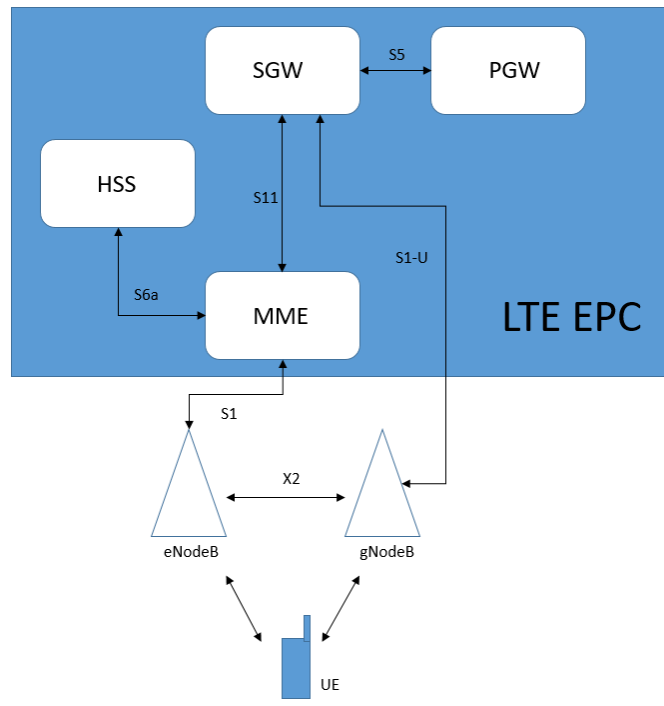 SGW
S5
PGW
HSS
S11
S1-U
S6a
MME
LTE EPC
S1
X2
eNodeB
gNodeB
UE